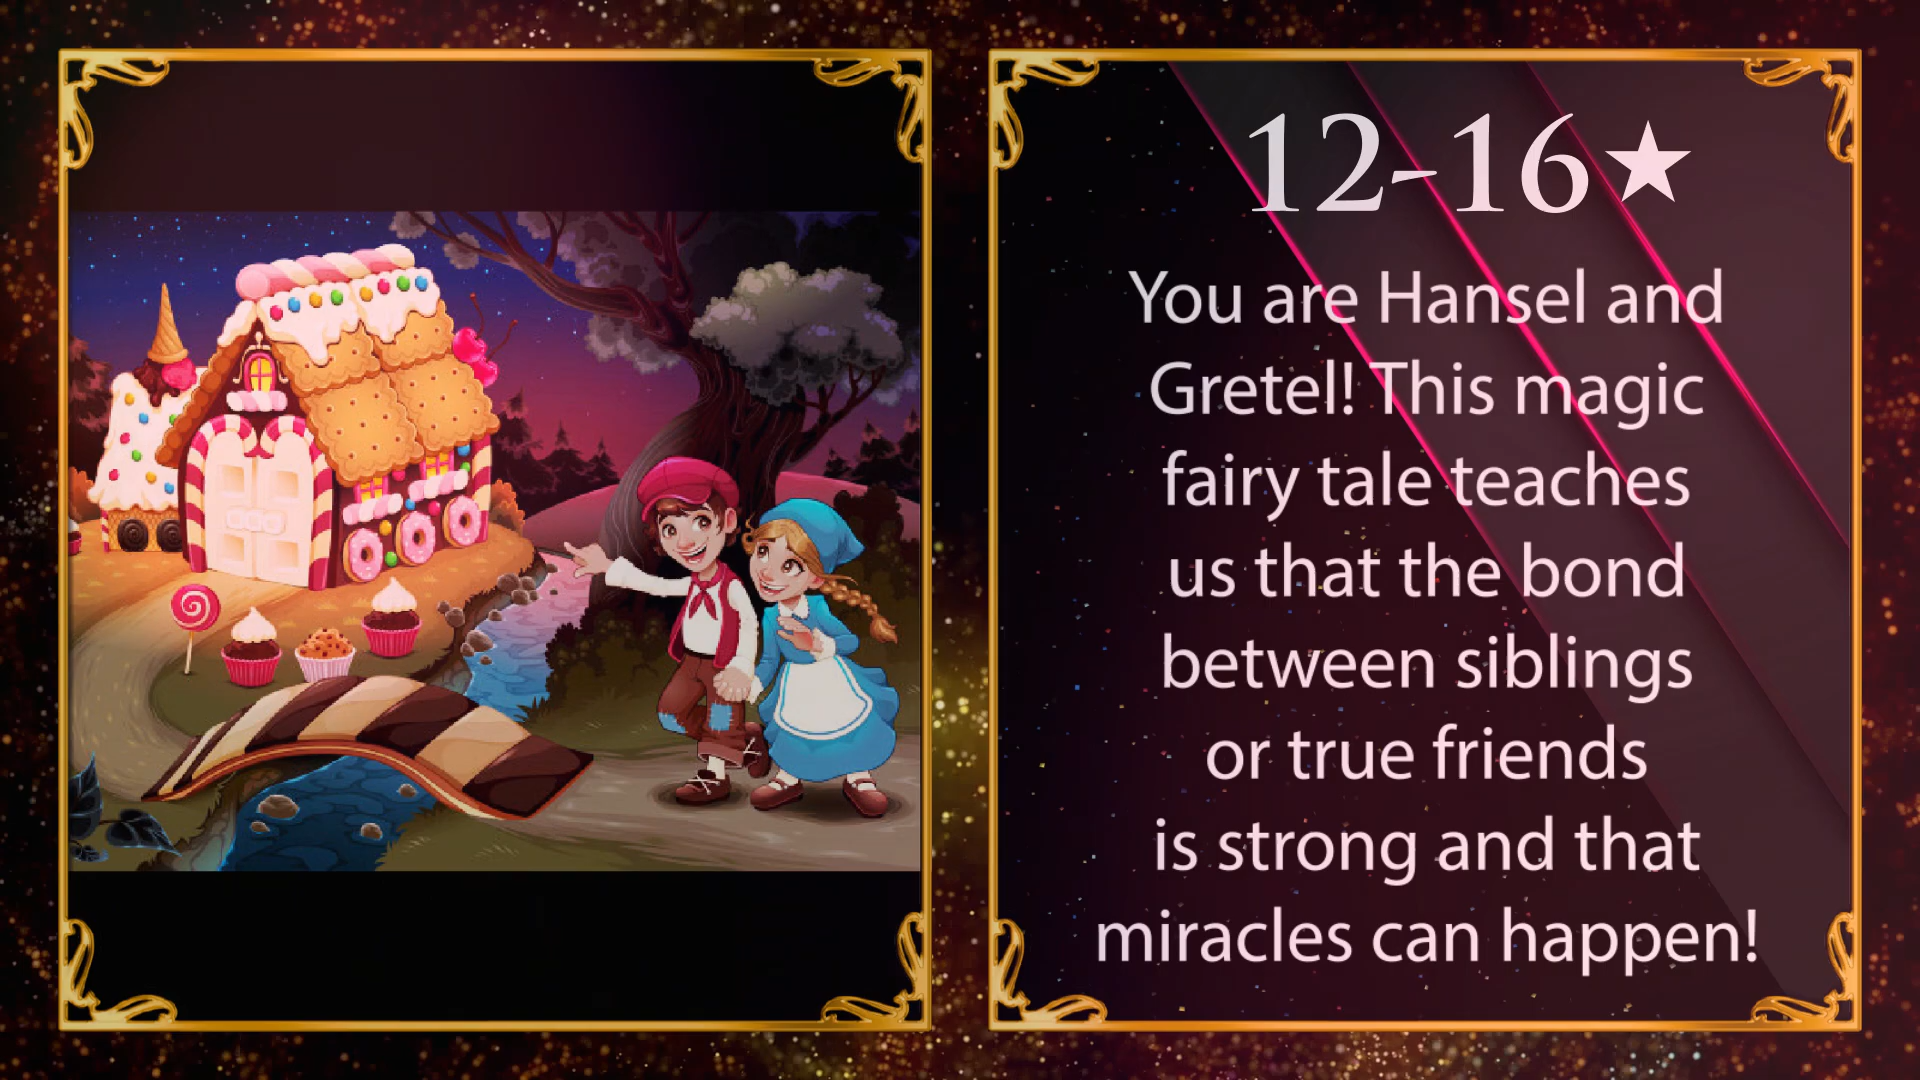 12-16★
You are Hansel and
Gretel! This magic
fairy tale teaches
us that the bond
between siblings
or true friends
is strong and that
miracles can happen!